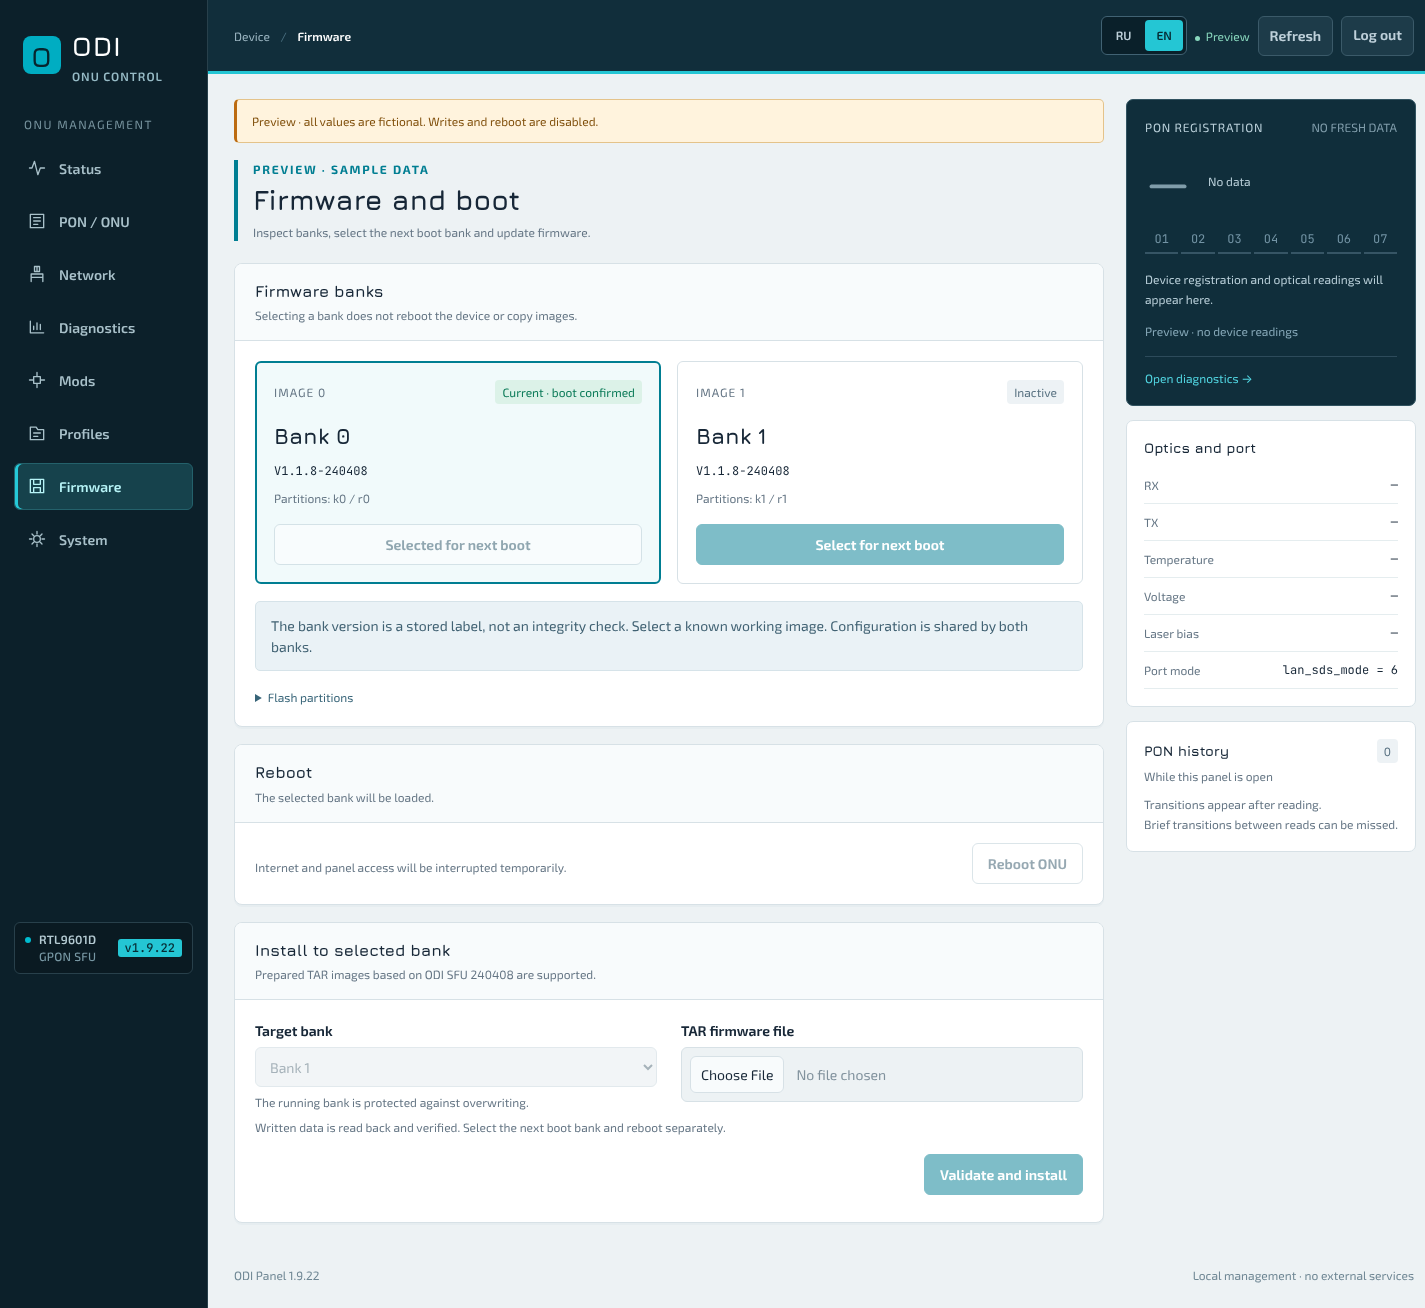 ODI
ONU CONTROL
ONU MANAGEMENT
Status
PON / ONU
Network
Diagnostics
Mods
Profiles
Firmware
System
RTL9601D
GPON SFU
v1.9.22
Device / Firmware
RU
EN
Preview
Refresh
Log out
Preview · all values are fictional. Writes and reboot are disabled.
PREVIEW · SAMPLE DATA
Firmware and boot
Inspect banks, select the next boot bank and update firmware.
Firmware banks
Selecting a bank does not reboot the device or copy images.
IMAGE 0
Current · boot confirmed
Bank 0
V1.1.8-240408
Partitions: k0 / r0
Selected for next boot
IMAGE 1
Inactive
Bank 1
V1.1.8-240408
Partitions: k1 / r1
Select for next boot
The bank version is a stored label, not an integrity check. Select a known working image. Configuration is shared by both
banks.
Flash partitions
Reboot
The selected bank will be loaded.
Internet and panel access will be interrupted temporarily.
Reboot ONU
Install to selected bank
Prepared TAR images based on ODI SFU 240408 are supported.
Target bank
Bank 1
The running bank is protected against overwriting.
TAR firmware file
Choose File
No file chosen
Written data is read back and verified. Select the next boot bank and reboot separately.
Validate and install
PON REGISTRATION
NO FRESH DATA
No data
01 02 03 04 05 06 07
Device registration and optical readings will
appear here.
Preview · no device readings
Open diagnostics →
Optics and port
RX —
TX —
Temperature —
Voltage —
Laser bias —
Port mode lan_sds_mode = 6
PON history
0
While this panel is open
Transitions appear after reading.
Brief transitions between reads can be missed.
ODI Panel 1.9.22
Local management · no external services